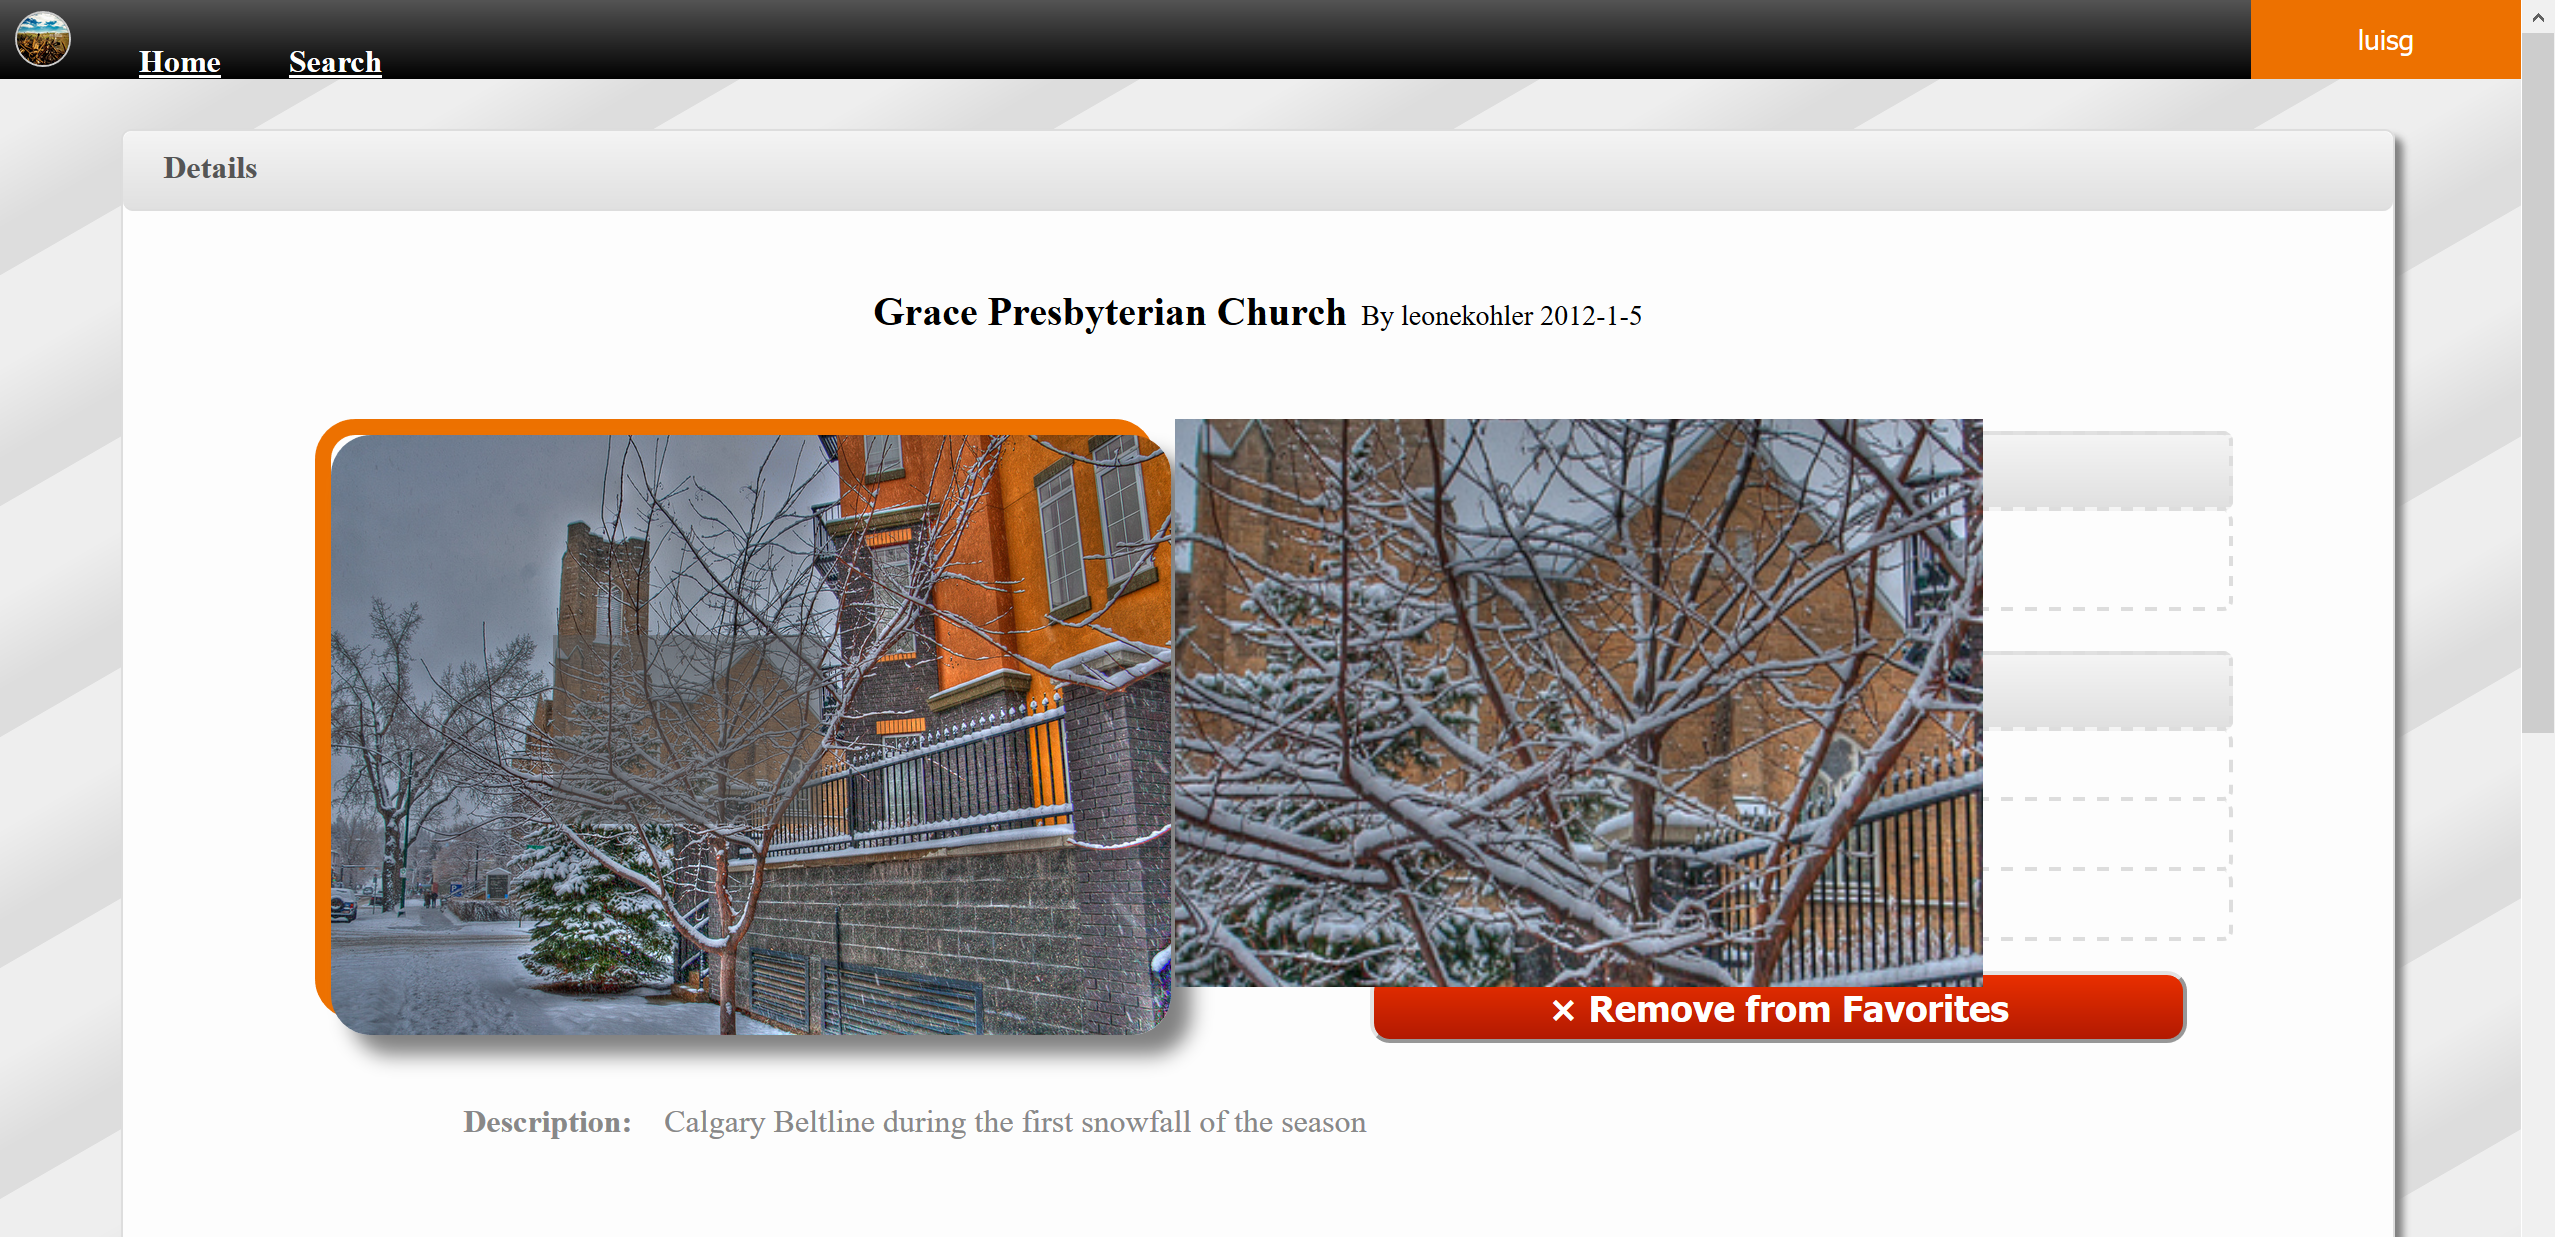 Home
Search
luisg
Details
Grace Presbyterian Church By leonekohler 2012-1-5
× Remove from Favorites
Description: Calgary Beltline during the first snowfall of the season